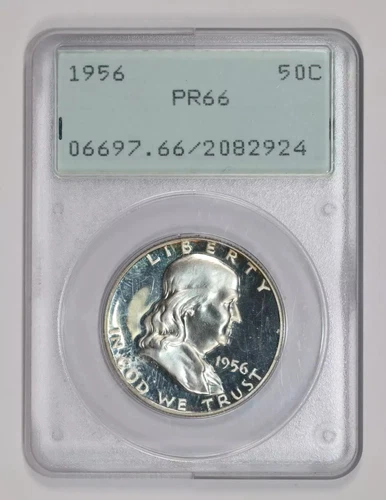 1956 50C
PR66
06697.66/2082924
LIBERTY
1956
IN GOD WE TRUST